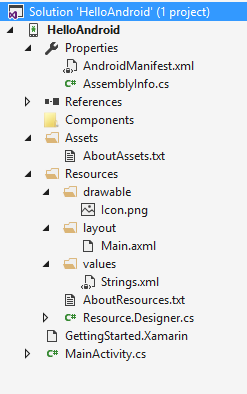 Solution 'HelloAndroid' (1 project)
HelloAndroid
Properties
AndroidManifest.xml
C# AssemblyInfo.cs
References
Components
Assets
AboutAssets.txt
Resources
drawable
Icon.png
layout
Main.axml
values
Strings.xml
AboutResources.txt
C# Resource.Designer.cs
GettingStarted.Xamarin
C# MainActivity.cs